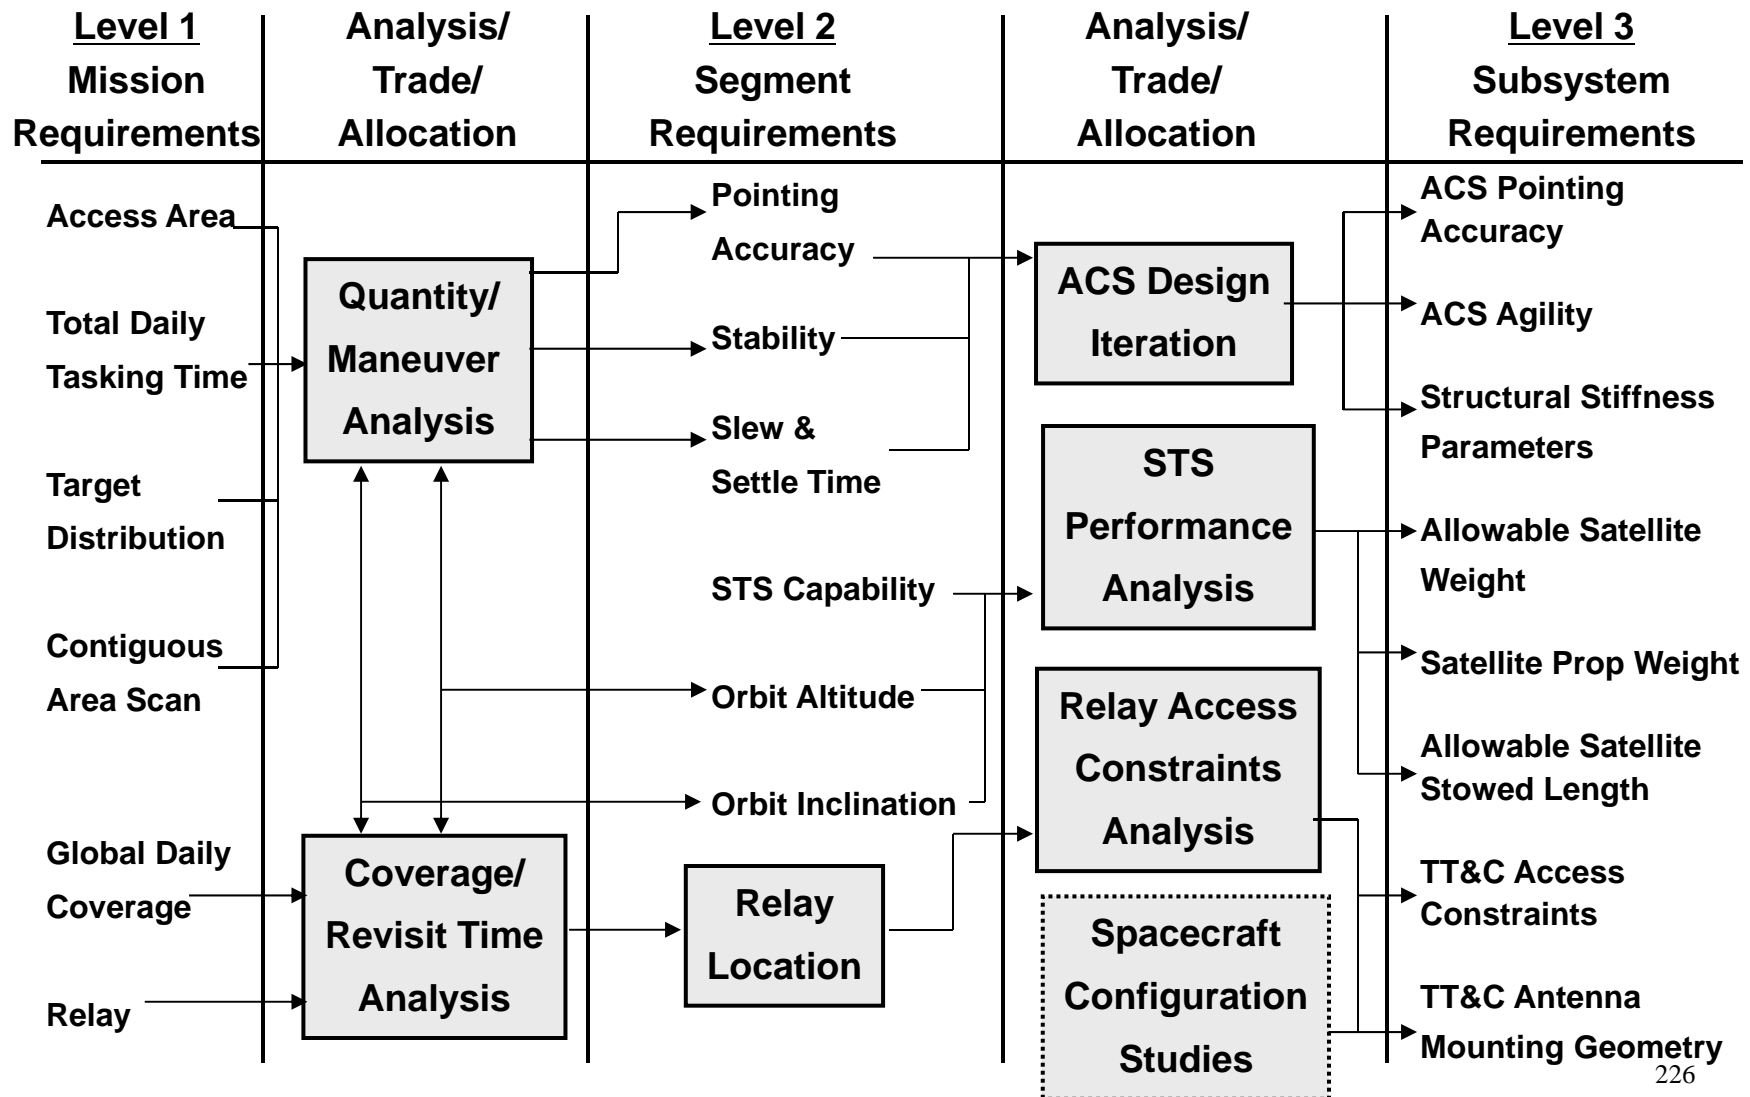 Level 1
Mission
Requirements
Analysis/
Trade/
Allocation
Level 2
Segment
Requirements
Analysis/
Trade/
Allocation
Level 3
Subsystem
Requirements
Access Area
Total Daily
Tasking Time
Target
Distribution
Contiguous
Area Scan
Global Daily
Coverage
Relay
Quantity/
Maneuver
Analysis
Coverage/
Revisit Time
Analysis
Pointing
Accuracy
Stability
Slew &
Settle Time
STS Capability
Orbit Altitude
Orbit Inclination
Relay
Location
ACS Design
Iteration
STS
Performance
Analysis
Relay Access
Constraints
Analysis
Spacecraft
Configuration
Studies
ACS Pointing
Accuracy
ACS Agility
Structural Stiffness
Parameters
Allowable Satellite
Weight
Satellite Prop Weight
Allowable Satellite
Stowed Length
TT&C Access
Constraints
TT&C Antenna
Mounting Geometry
226